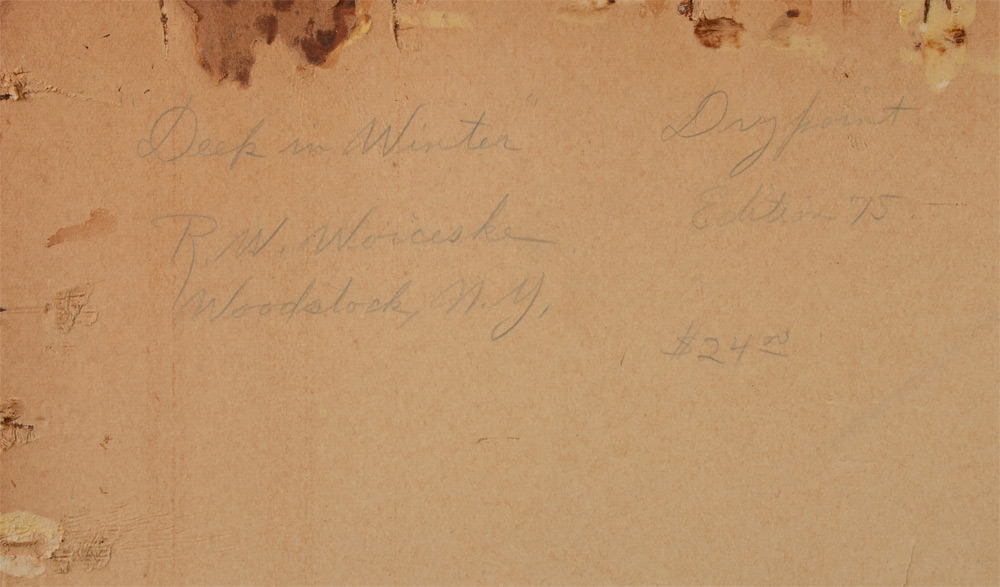 "Deep in Winter"
R. W. Woiceske
Woodstock, N. Y.
Drypoint
Edition 75
$24.00